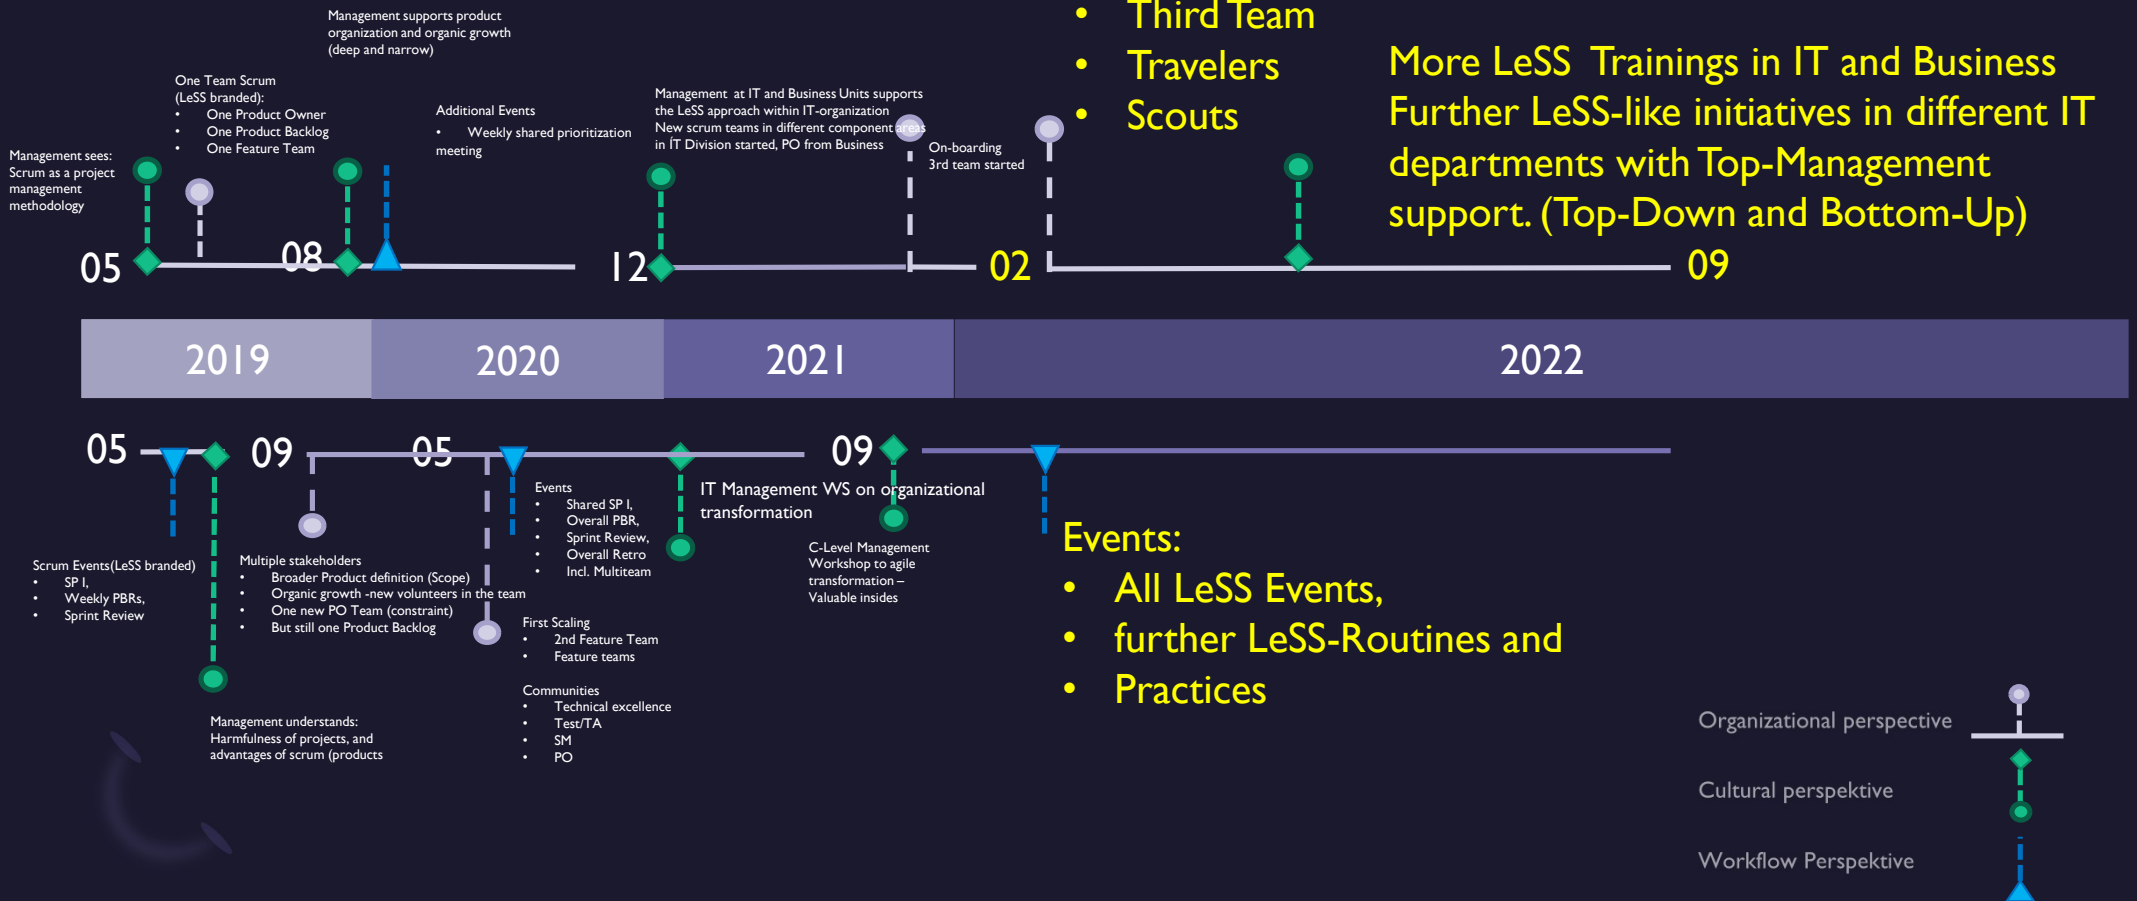 Management supports product
organization and organic growth
(deep and narrow)
• Third Team
• Travelers
• Scouts
More LeSS Trainings in IT and Business
Further LeSS-like initiatives in different IT
departments with Top-Management
support. (Top-Down and Bottom-Up)
One Team Scrum
(LeSS branded):
• One Product Owner
• One Product Backlog
• One Feature Team
Additional Events
• Weekly shared prioritization
meeting
Management at IT and Business Units supports
the LeSS approach within IT-organization
New scrum teams in different component areas
in IT Division started, PO from Business
On-boarding
3rd team started
Management sees:
Scrum as a project
management
methodology
05
08
12
02
09
2019
2020
2021
2022
05
09
05
09
Events
• Shared SP I,
• Overall PBR,
• Sprint Review,
• Overall Retro
• Incl. Multiteam
IT Management WS on organizational
transformation
C-Level Management
Workshop to agile
transformation –
Valuable insides
Events:
• All LeSS Events,
• further LeSS-Routines and
• Practices
Scrum Events(LeSS branded)
• SP I,
• Weekly PBRs,
• Sprint Review
Multiple stakeholders
• Broader Product definition (Scope)
• Organic growth -new volunteers in the team
• One new PO Team (constraint)
• But still one Product Backlog
First Scaling
• 2nd Feature Team
• Feature teams
Communities
• Technical excellence
• Test/TA
• SM
• PO
Management understands:
Harmfulness of projects, and
advantages of scrum (products
Organizational perspective
Cultural perspektive
Workflow Perspektive